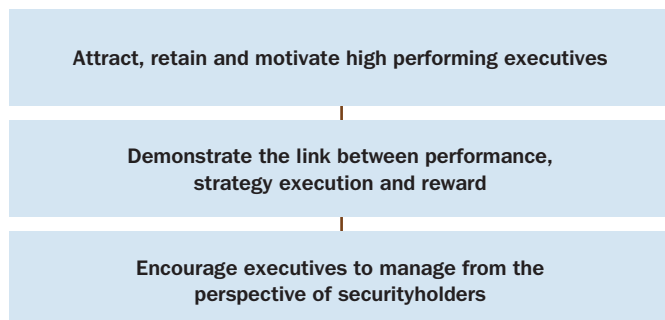 Attract, retain and motivate high performing executives
Demonstrate the link between performance,
strategy execution and reward
Encourage executives to manage from the
perspective of securityholders